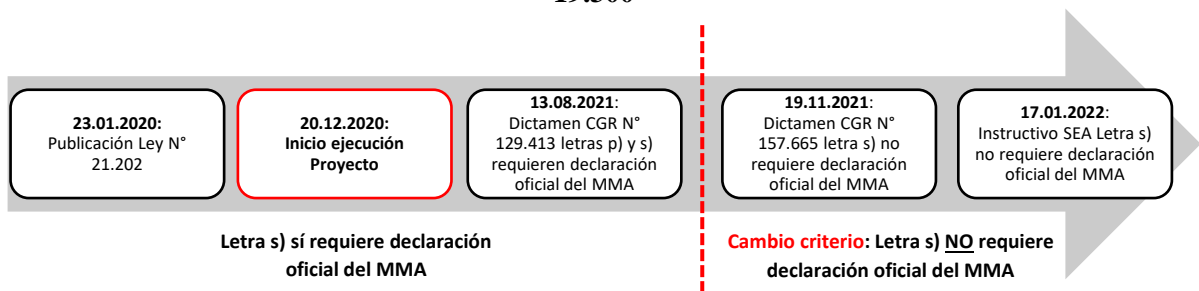 23.01.2020:
Publicación Ley N°
21.202
20.12.2020:
Inicio ejecución
Proyecto
13.08.2021:
Dictamen CGR N°
129.413 letras p) y s)
requieren declaración
oficial del MMA
19.11.2021:
Dictamen CGR N°
157.665 letra s) no
requiere declaración
oficial del MMA
17.01.2022:
Instructivo SEA Letra s)
no requiere declaración
oficial del MMA
Letra s) sí requiere declaración
oficial del MMA
Cambio criterio: Letra s) NO requiere
declaración oficial del MMA